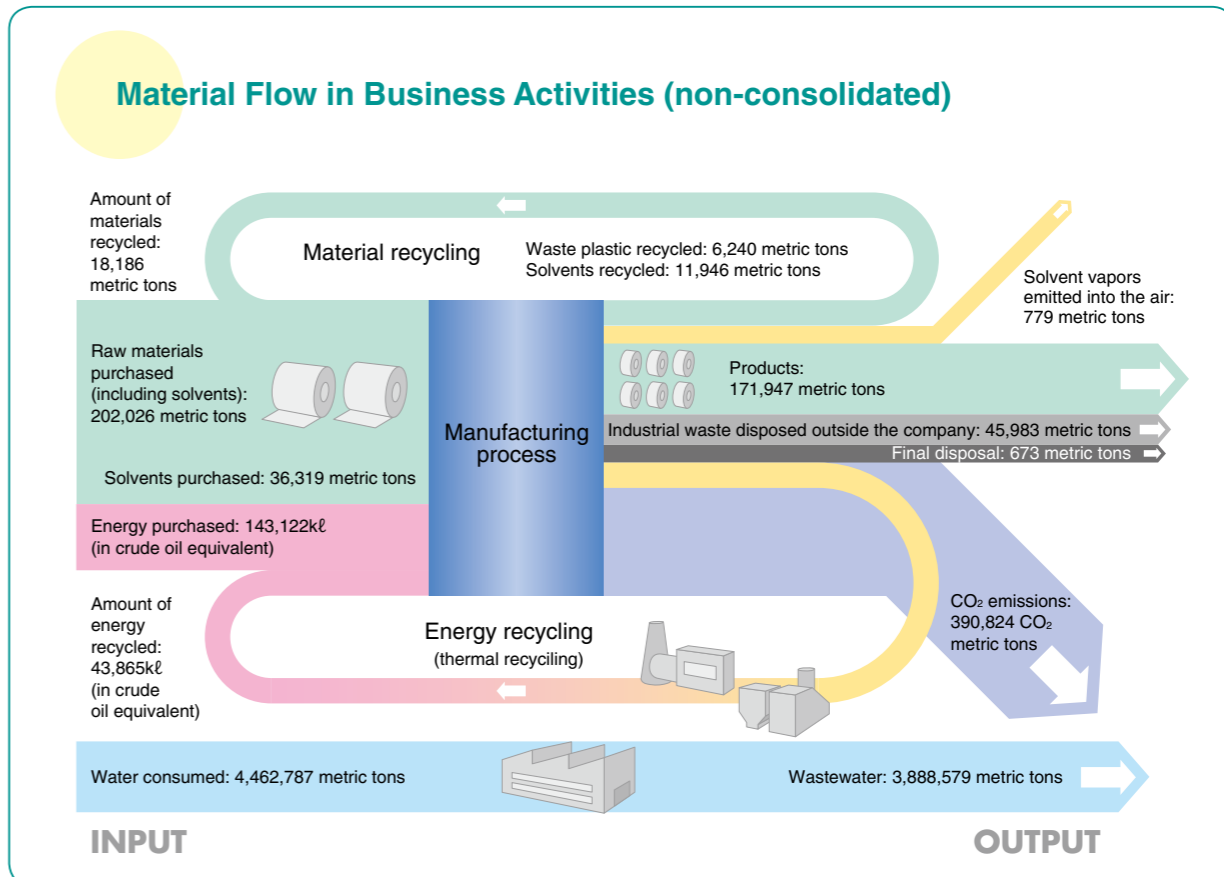 Material Flow in Business Activities (non-consolidated)
Amount of
materials
recycled:
18,186
metric tons
Material recycling
Waste plastic recycled: 6,240 metric tons
Solvents recycled: 11,946 metric tons
Solvent vapors
emitted into the air:
779 metric tons
Raw materials
purchased
(including solvents):
202,026 metric tons
Solvents purchased: 36,319 metric tons
Manufacturing
process
Products:
171,947 metric tons
Industrial waste disposed outside the company: 45,983 metric tons
Final disposal: 673 metric tons
Energy purchased: 143,122kℓ
(in crude oil equivalent)
Amount of
energy
recycled:
43,865kℓ
(in crude
oil equivalent)
Energy recycling
(thermal recyciling)
CO₂ emissions:
390,824 CO₂
metric tons
Water consumed: 4,462,787 metric tons
Wastewater: 3,888,579 metric tons
INPUT
OUTPUT